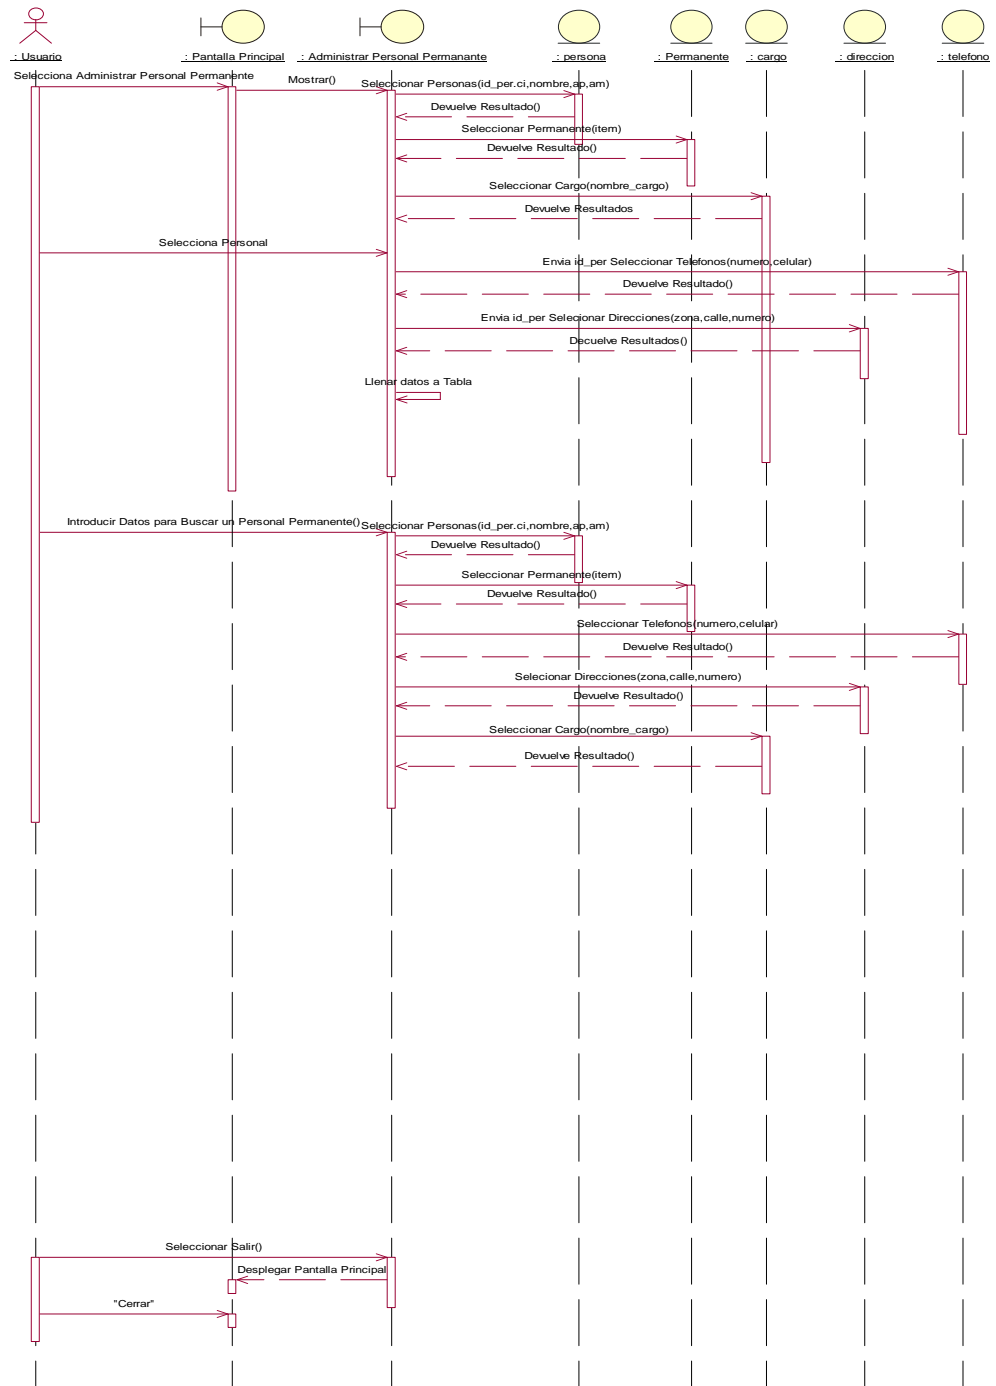 : Usuario
: Pantalla Principal
: Administrar Personal Permanante
: persona
: Permanente
: cargo
: direccion
: telefono
Selecciona Administrar Personal Permanente
Mostrar()
Seleccionar Personas(id_per.ci,nombre,ap,am)
Devuelve Resultado()
Seleccionar Permanente(item)
Devuelve Resultado()
Seleccionar Cargo(nombre_cargo)
Devuelve Resultados
Selecciona Personal
Envia id_per Seleccionar Telefonos(numero,celular)
Devuelve Resultado()
Envia id_per Selecionar Direcciones(zona,calle,numero)
Decuelve Resultados()
Llenar datos a Tabla
Introducir Datos para Buscar un Personal Permanente()
Seleccionar Personas(id_per.ci,nombre,ap,am)
Devuelve Resultado()
Seleccionar Permanente(item)
Devuelve Resultado()
Seleccionar Telefonos(numero,celular)
Devuelve Resultado()
Selecionar Direcciones(zona,calle,numero)
Devuelve Resultado()
Seleccionar Cargo(nombre_cargo)
Devuelve Resultado()
Seleccionar Salir()
Desplegar Pantalla Principal
"Cerrar"